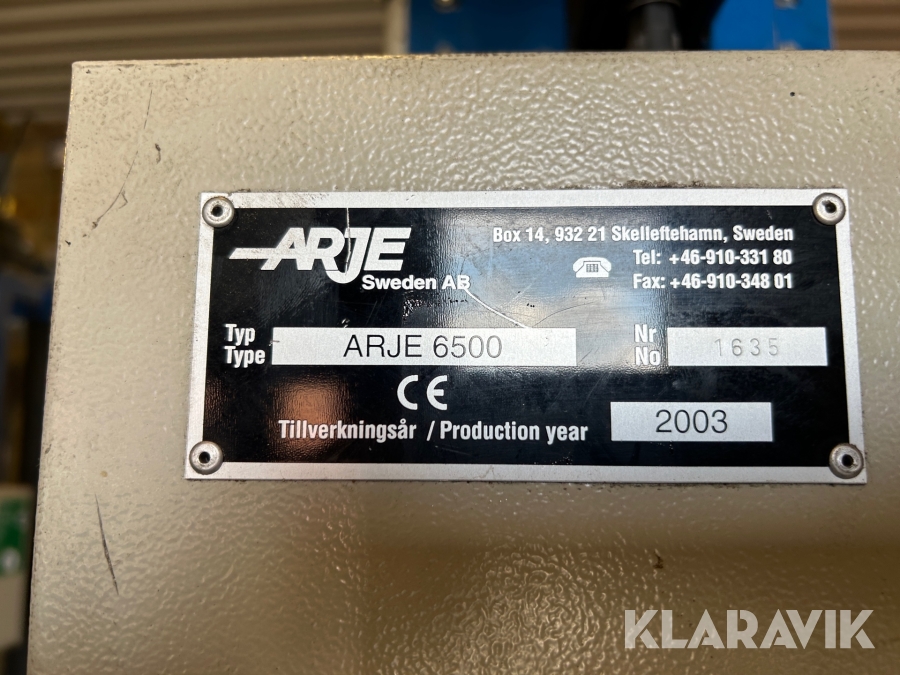 ARJE
Sweden AB
Box 14, 932 21 Skelleftehamn, Sweden
Tel: +46-910-331 80
Fax: +46-910-348 01
Typ
Type
ARJE 6500
Nr
No
1635
CE
Tillverkningsår / Production year
2003
KLARAVIK